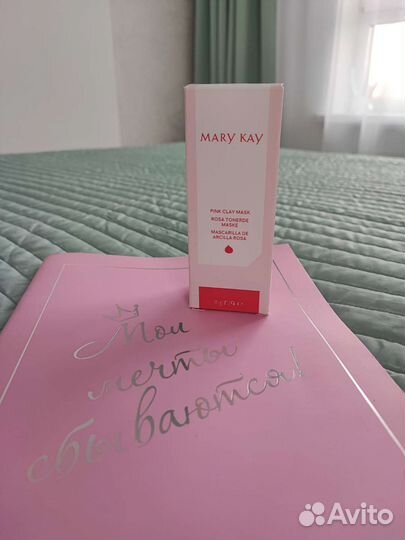 MARY KAY
PINK CLAY MASK
ROSA TONERDE
MASKE
MASCARILLA DE
ARCILLA ROSA
Мои
мечты
сбываются!
Avito